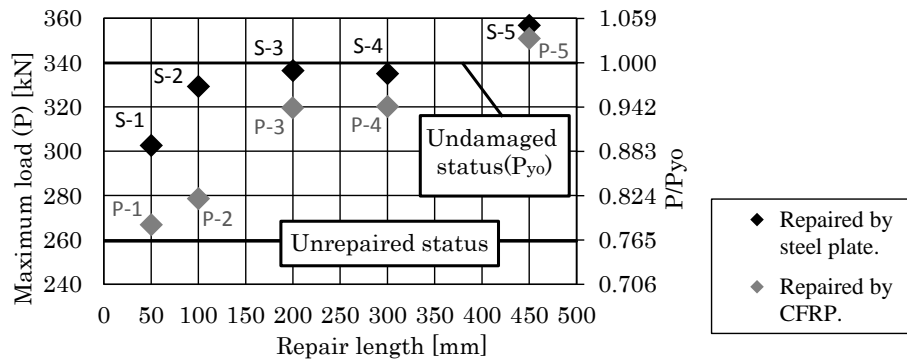 360
340
320
300
280
260
240
Maximum load (P) [kN]
S-1
S-2
S-3
S-4
S-5
P-1
P-2
P-3
P-4
P-5
Undamaged
status(Pyo)
Unrepaired status
1.059
1.000
0.942
0.883
0.824
0.765
0.706
P/Pyo
0 50 100 150 200 250 300 350 400 450 500
Repair length [mm]
Repaired by
steel plate.
Repaired by
CFRP.